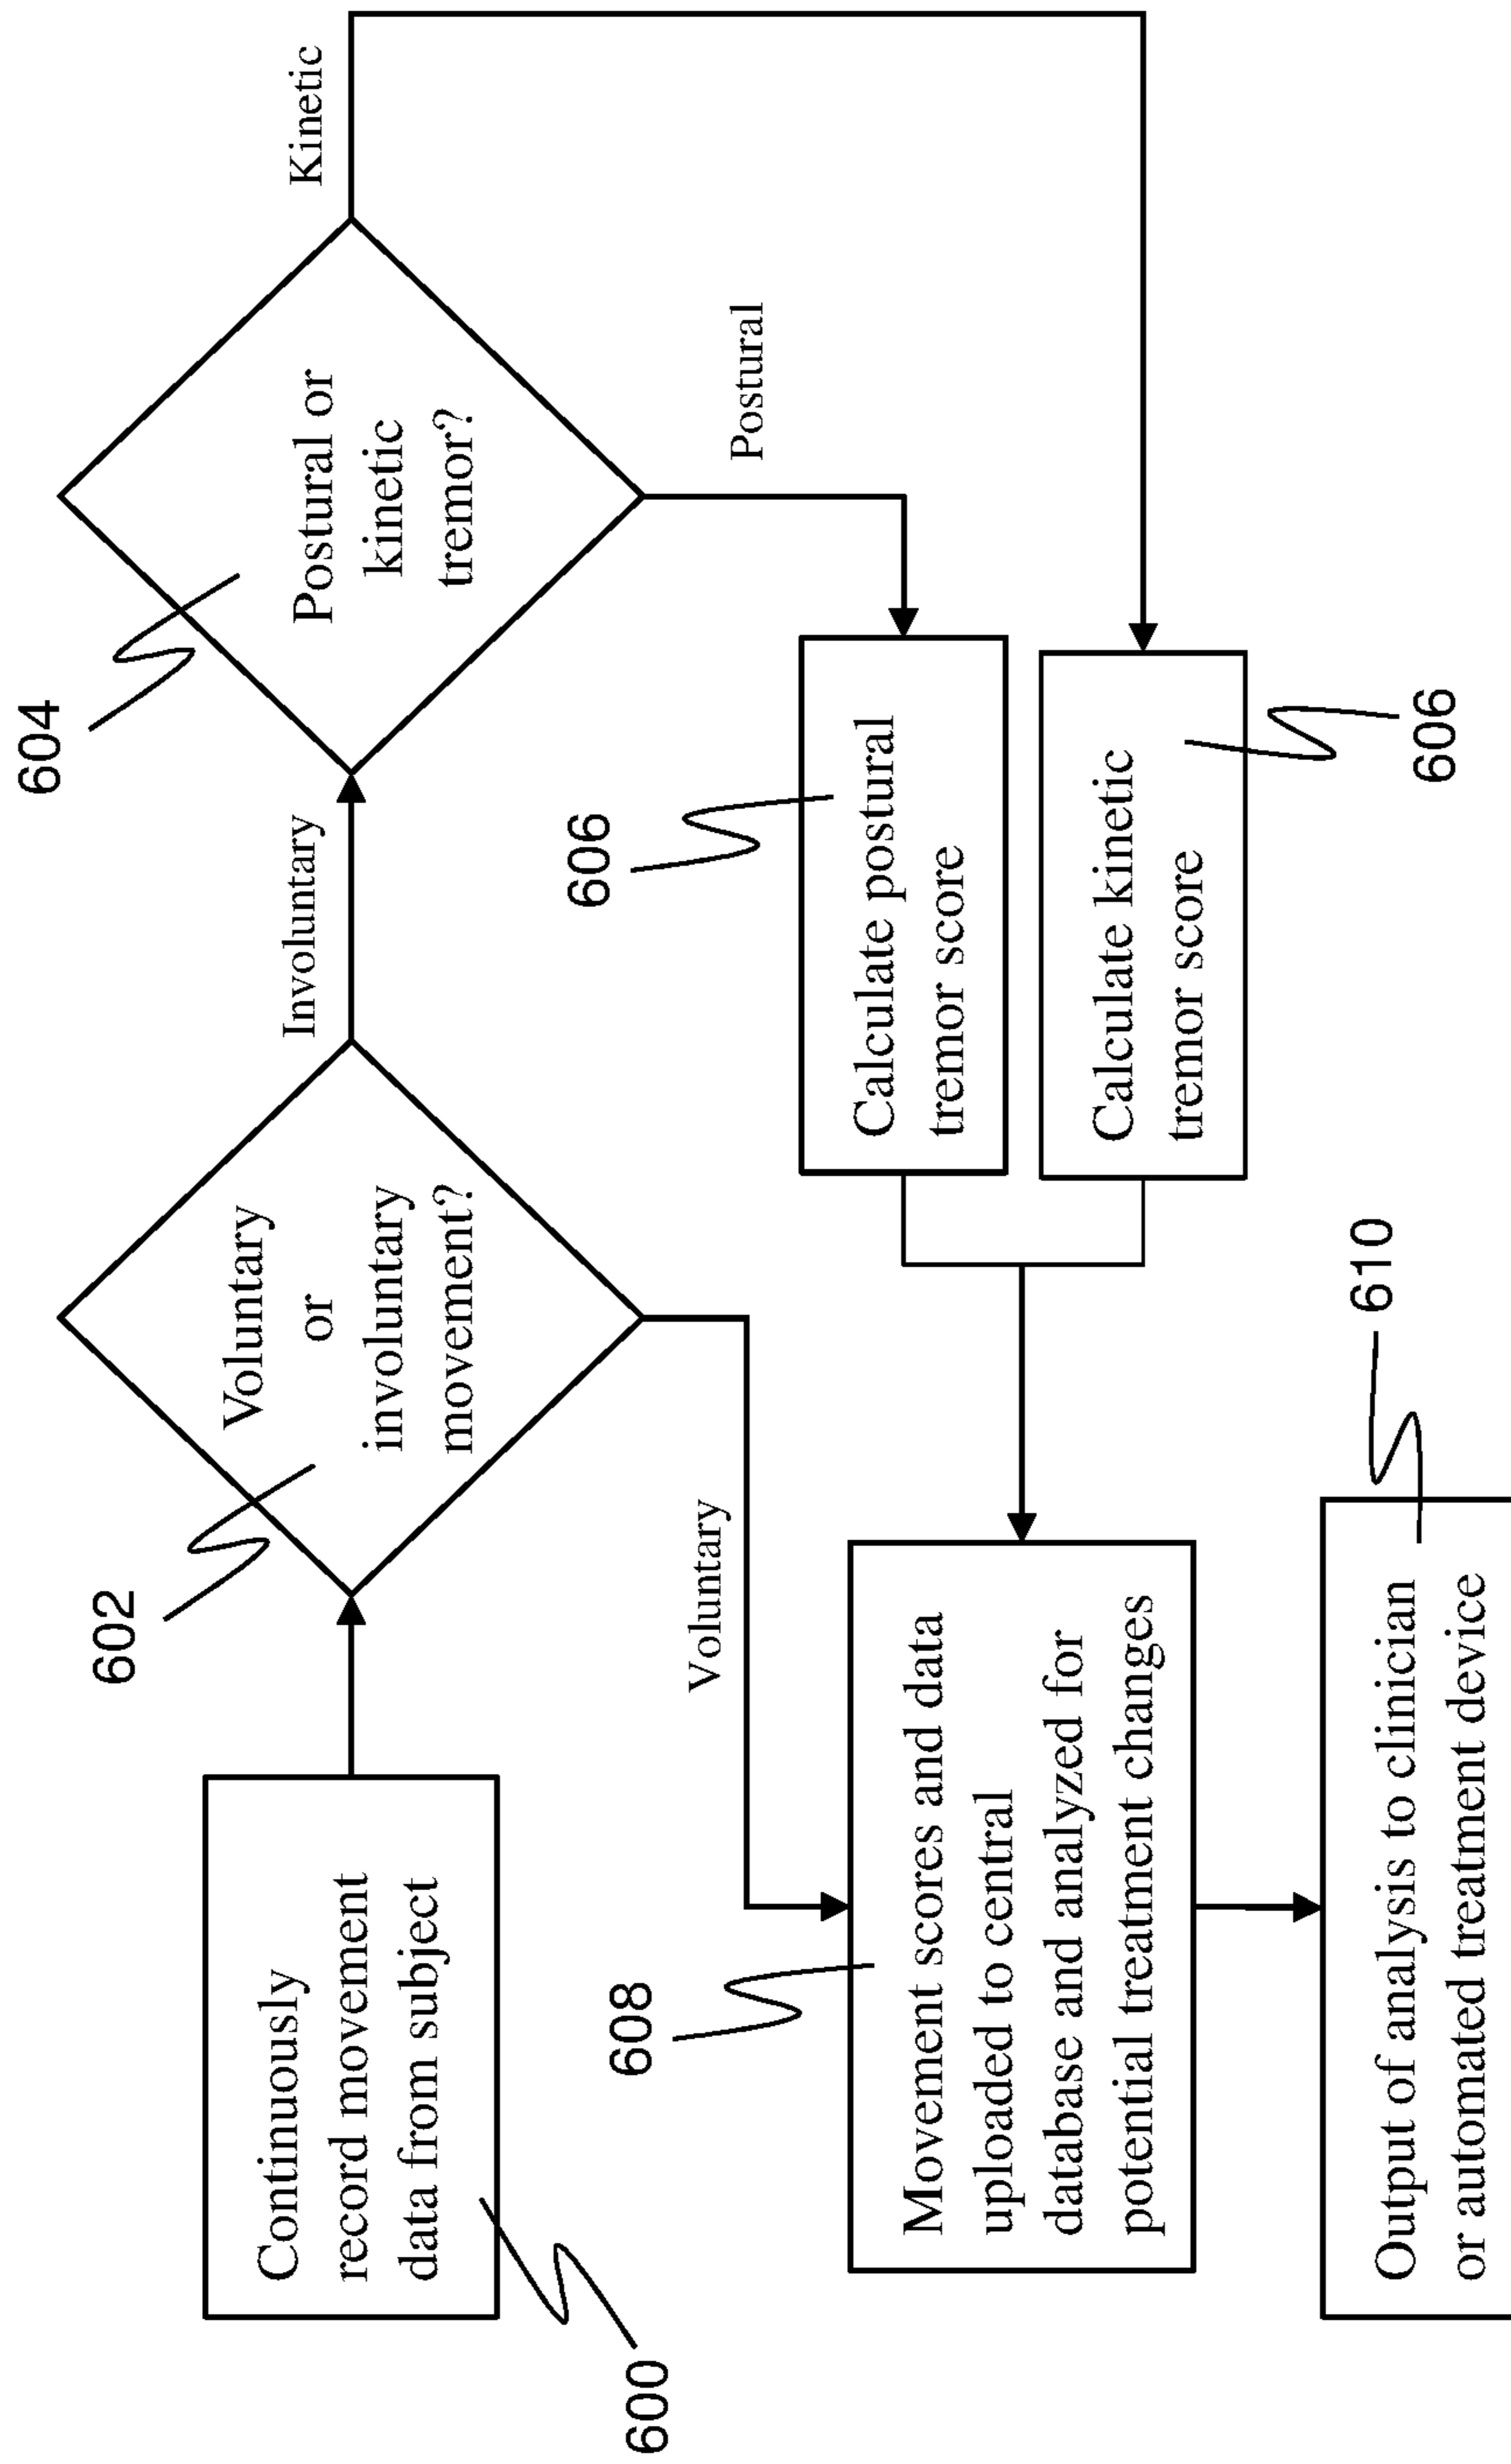 600
Continuously
record movement
data from subject
602
Voluntary
or
involuntary
movement?
Involuntary
604
Postural or
kinetic
tremor?
Kinetic
Voluntary
Postural
606
Calculate postural
tremor score
Calculate kinetic
tremor score
606
608
Movement scores and data
uploaded to central
database and analyzed for
potential treatment changes
610
Output of analysis to clinician
or automated treatment device